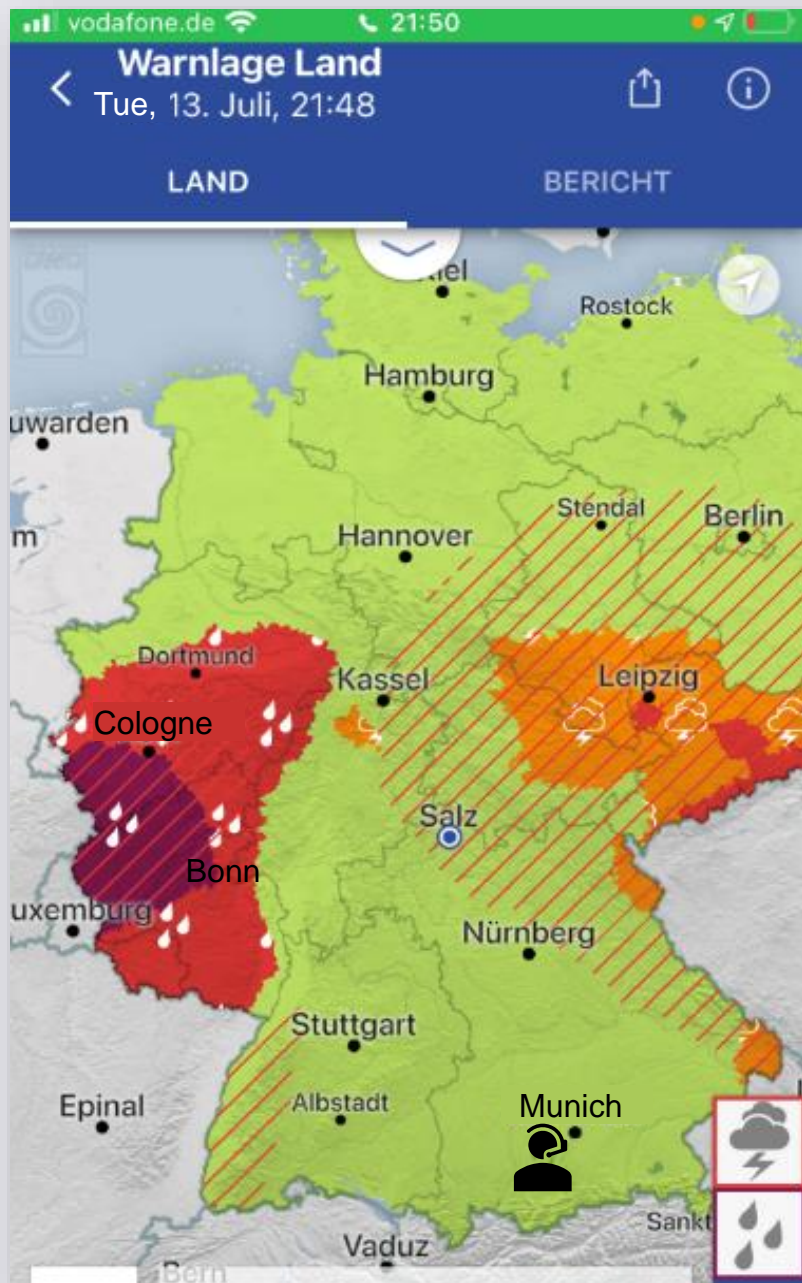 vodafone.de
21:50
Warnlage Land
Tue, 13. Juli, 21:48
LAND
BERICHT
Rostock
Hamburg
uwarden
Stendal
Berlin
m
Hannover
Dortmund
Kassel
Leipzig
Cologne
Salz
Bonn
uxemburg
Nürnberg
Stuttgart
Epinal
Albstadt
Munich
Sankt
Vaduz
Bern